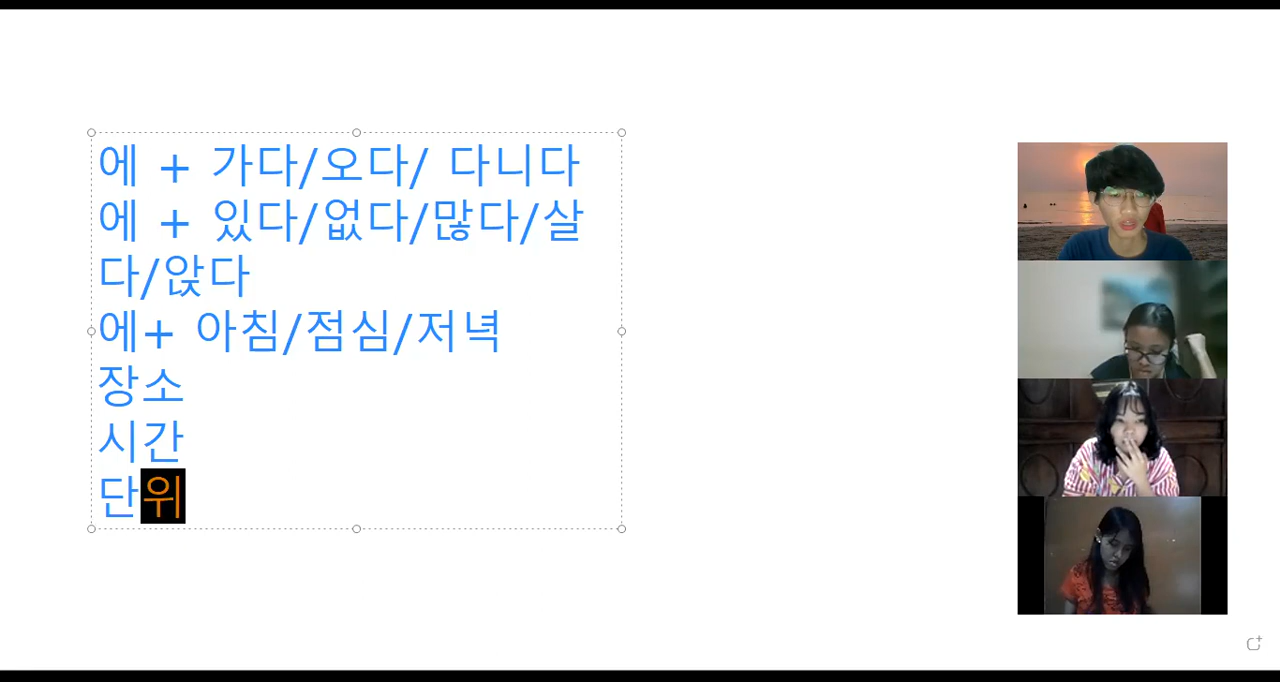 에 + 가다/오다/ 다니다
에 + 있다/없다/많다/살
다/앉다
에+ 아침/점심/저녁
장소
시간
단위